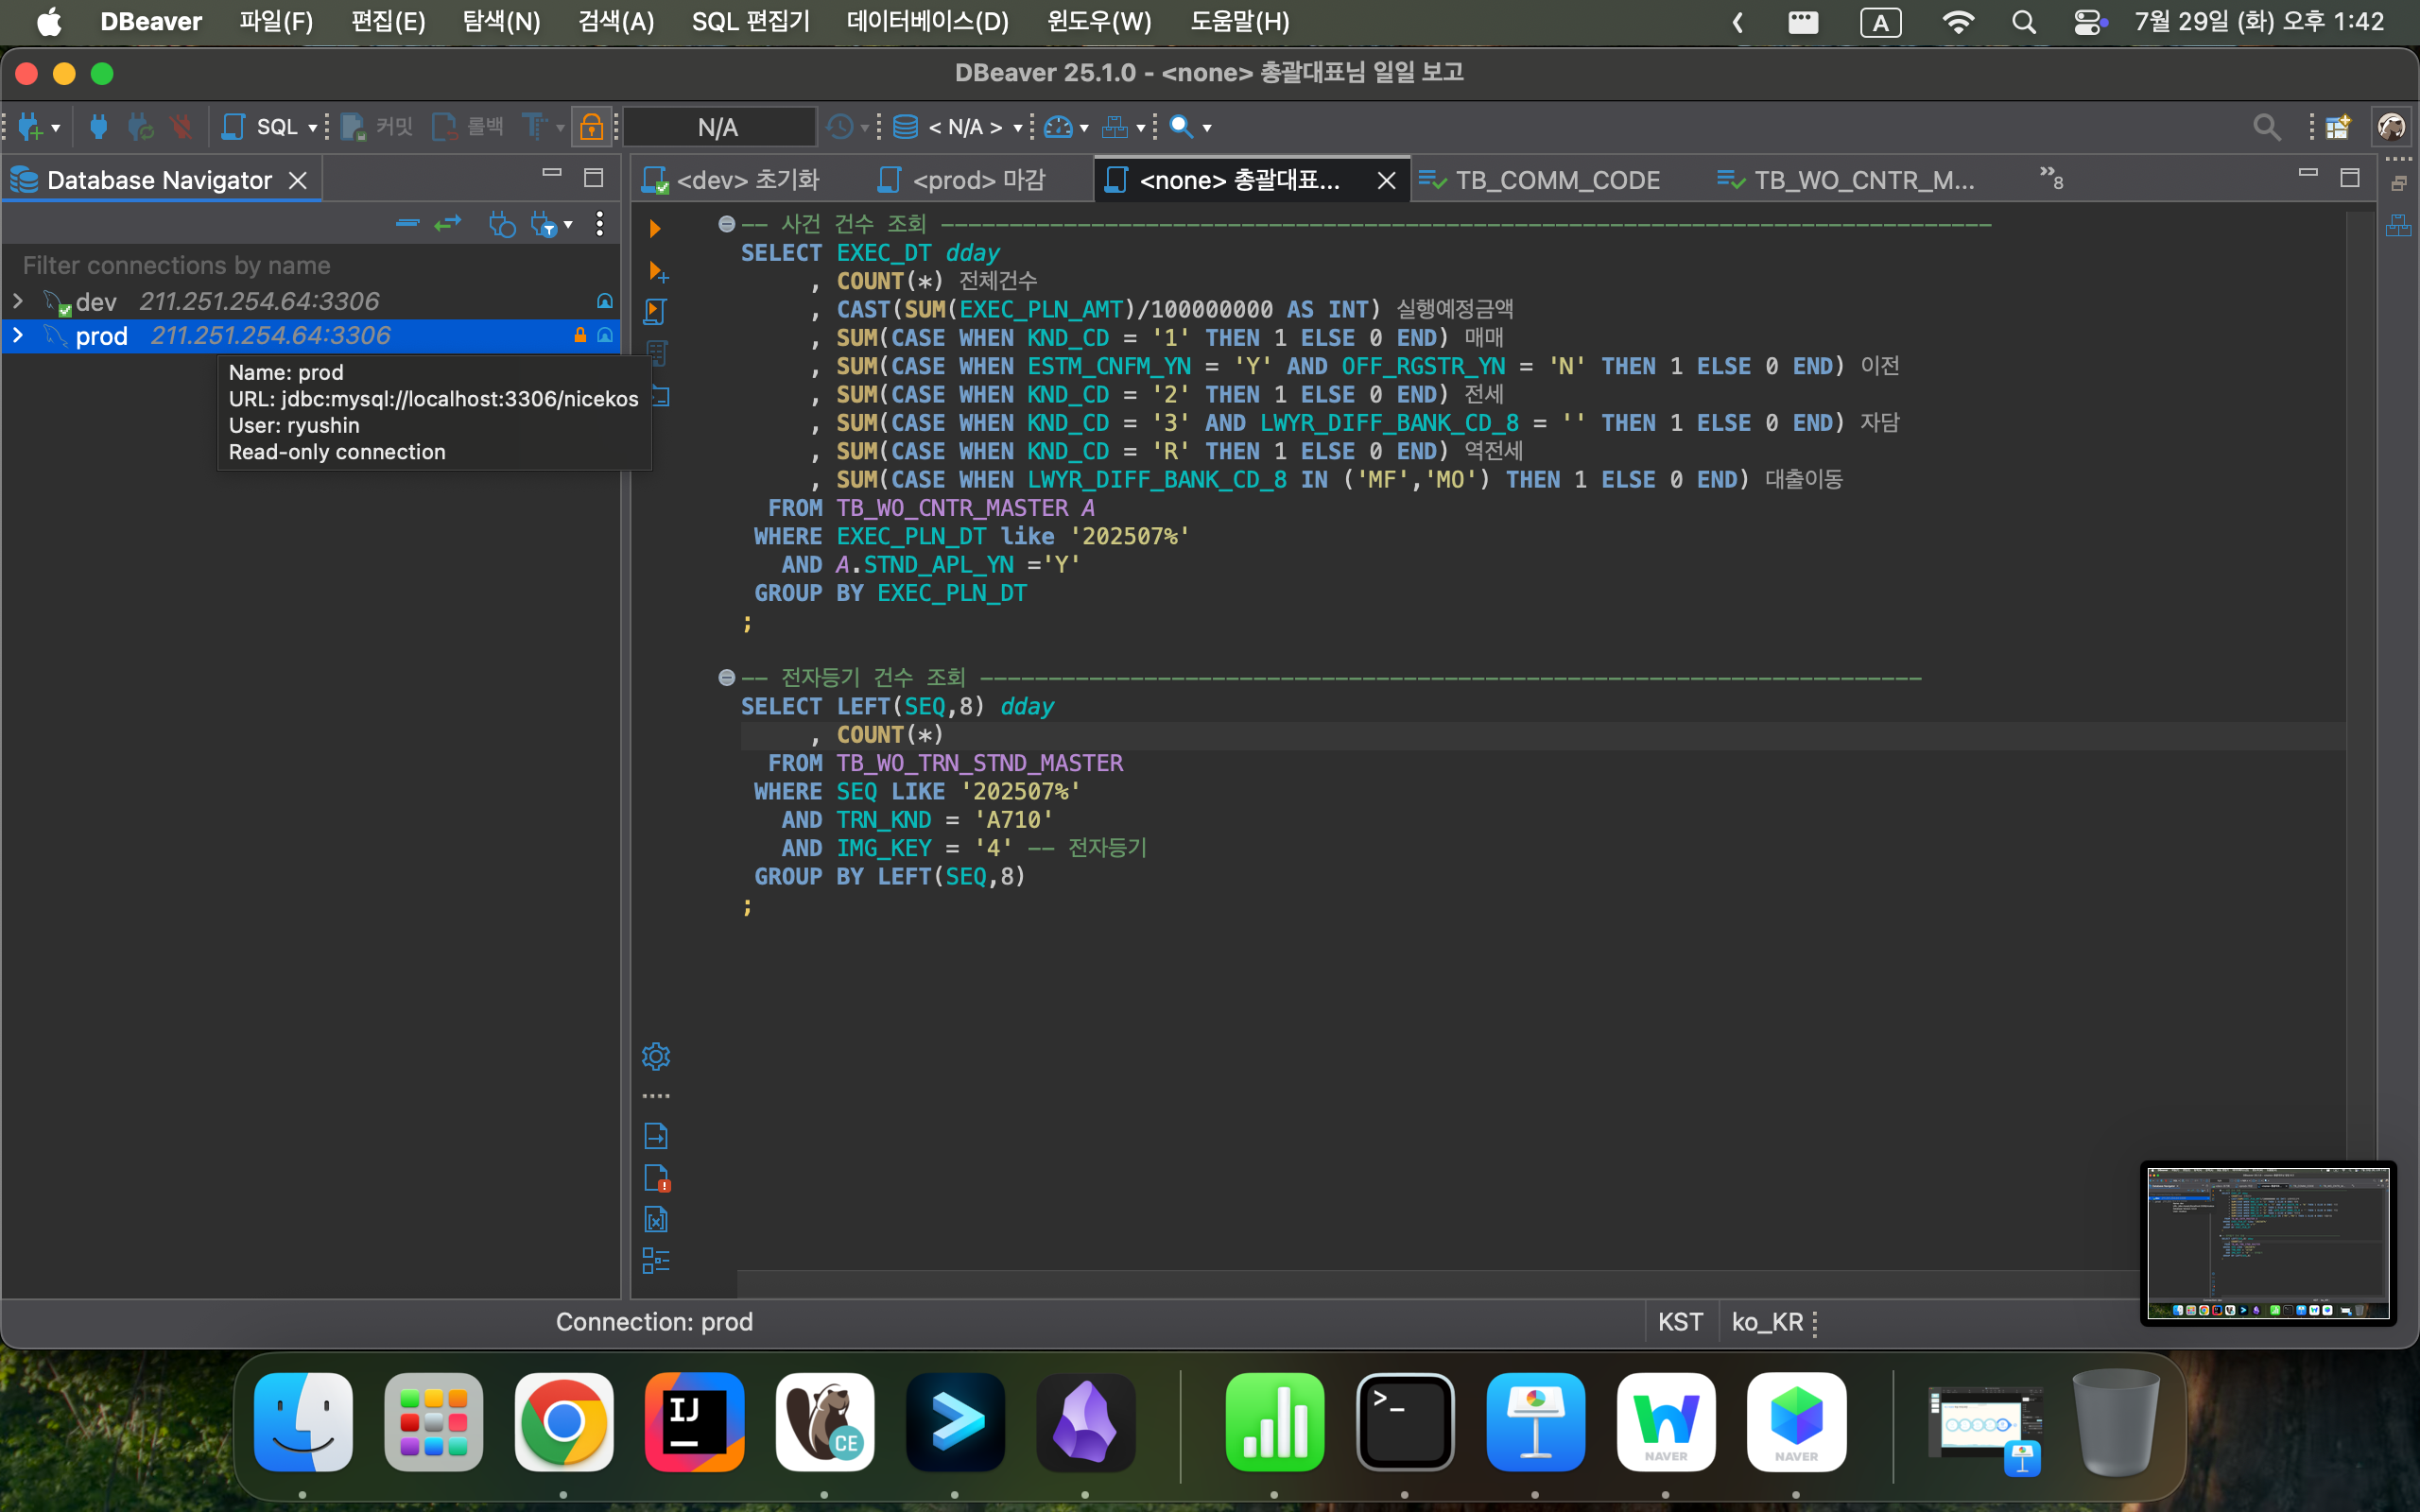 DBeaver 파일(F) 편집(E) 탐색(N) 검색(A) SQL 편집기 데이터베이스(D) 윈도우(W) 도움말(H) A 7월 29일 (화) 오후 1:42
DBeaver 25.1.0 - <none> 총괄대표님 일일 보고
SQL 커밋 롤백 N/A < N/A >
Database Navigator
<dev> 초기화 <prod> 마감 <none> 총괄대표... TB_COMM_CODE TB_WO_CNTR_M... »8
Filter connections by name
dev 211.251.254.64:3306
prod 211.251.254.64:3306
Name: prod
URL: jdbc:mysql://localhost:3306/nicekos
User: ryushin
Read-only connection
-- 사건 건수 조회 -----------------------------------------------------------------------------
SELECT EXEC_DT dday
, COUNT(*) 전체건수
, CAST(SUM(EXEC_PLN_AMT)/100000000 AS INT) 실행예정금액
, SUM(CASE WHEN KND_CD = '1' THEN 1 ELSE 0 END) 매매
, SUM(CASE WHEN ESTM_CNFM_YN = 'Y' AND OFF_RGSTR_YN = 'N' THEN 1 ELSE 0 END) 이전
, SUM(CASE WHEN KND_CD = '2' THEN 1 ELSE 0 END) 전세
, SUM(CASE WHEN KND_CD = '3' AND LWYR_DIFF_BANK_CD_8 = '' THEN 1 ELSE 0 END) 자담
, SUM(CASE WHEN KND_CD = 'R' THEN 1 ELSE 0 END) 역전세
, SUM(CASE WHEN LWYR_DIFF_BANK_CD_8 IN ('MF','MO') THEN 1 ELSE 0 END) 대출이동
FROM TB_WO_CNTR_MASTER A
WHERE EXEC_PLN_DT like '202507%'
AND A.STND_APL_YN ='Y'
GROUP BY EXEC_PLN_DT
;
-- 전자등기 건수 조회 ---------------------------------------------------------------------
SELECT LEFT(SEQ,8) dday
, COUNT(*)
FROM TB_WO_TRN_STND_MASTER
WHERE SEQ LIKE '202507%'
AND TRN_KND = 'A710'
AND IMG_KEY = '4' -- 전자등기
GROUP BY LEFT(SEQ,8)
;
Connection: prod KST ko_KR
IJ
CE
>_
NAVER
NAVER